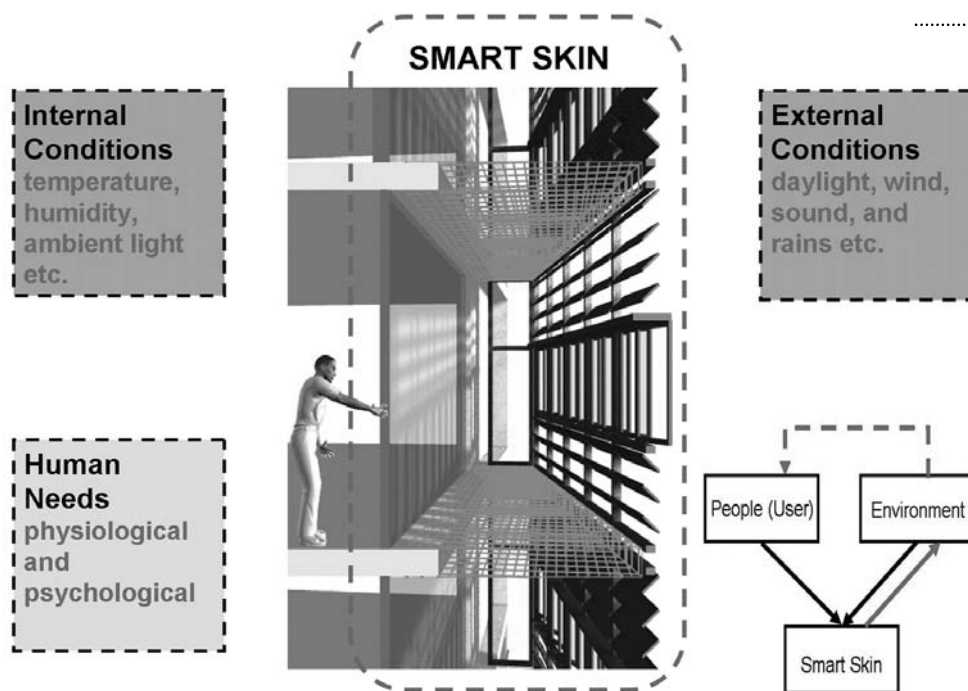 SMART SKIN
Internal
Conditions
temperature,
humidity,
ambient light
etc.
External
Conditions
daylight, wind,
sound, and
rains etc.
Human
Needs
physiological
and
psychological
People (User)
Environment
Smart Skin